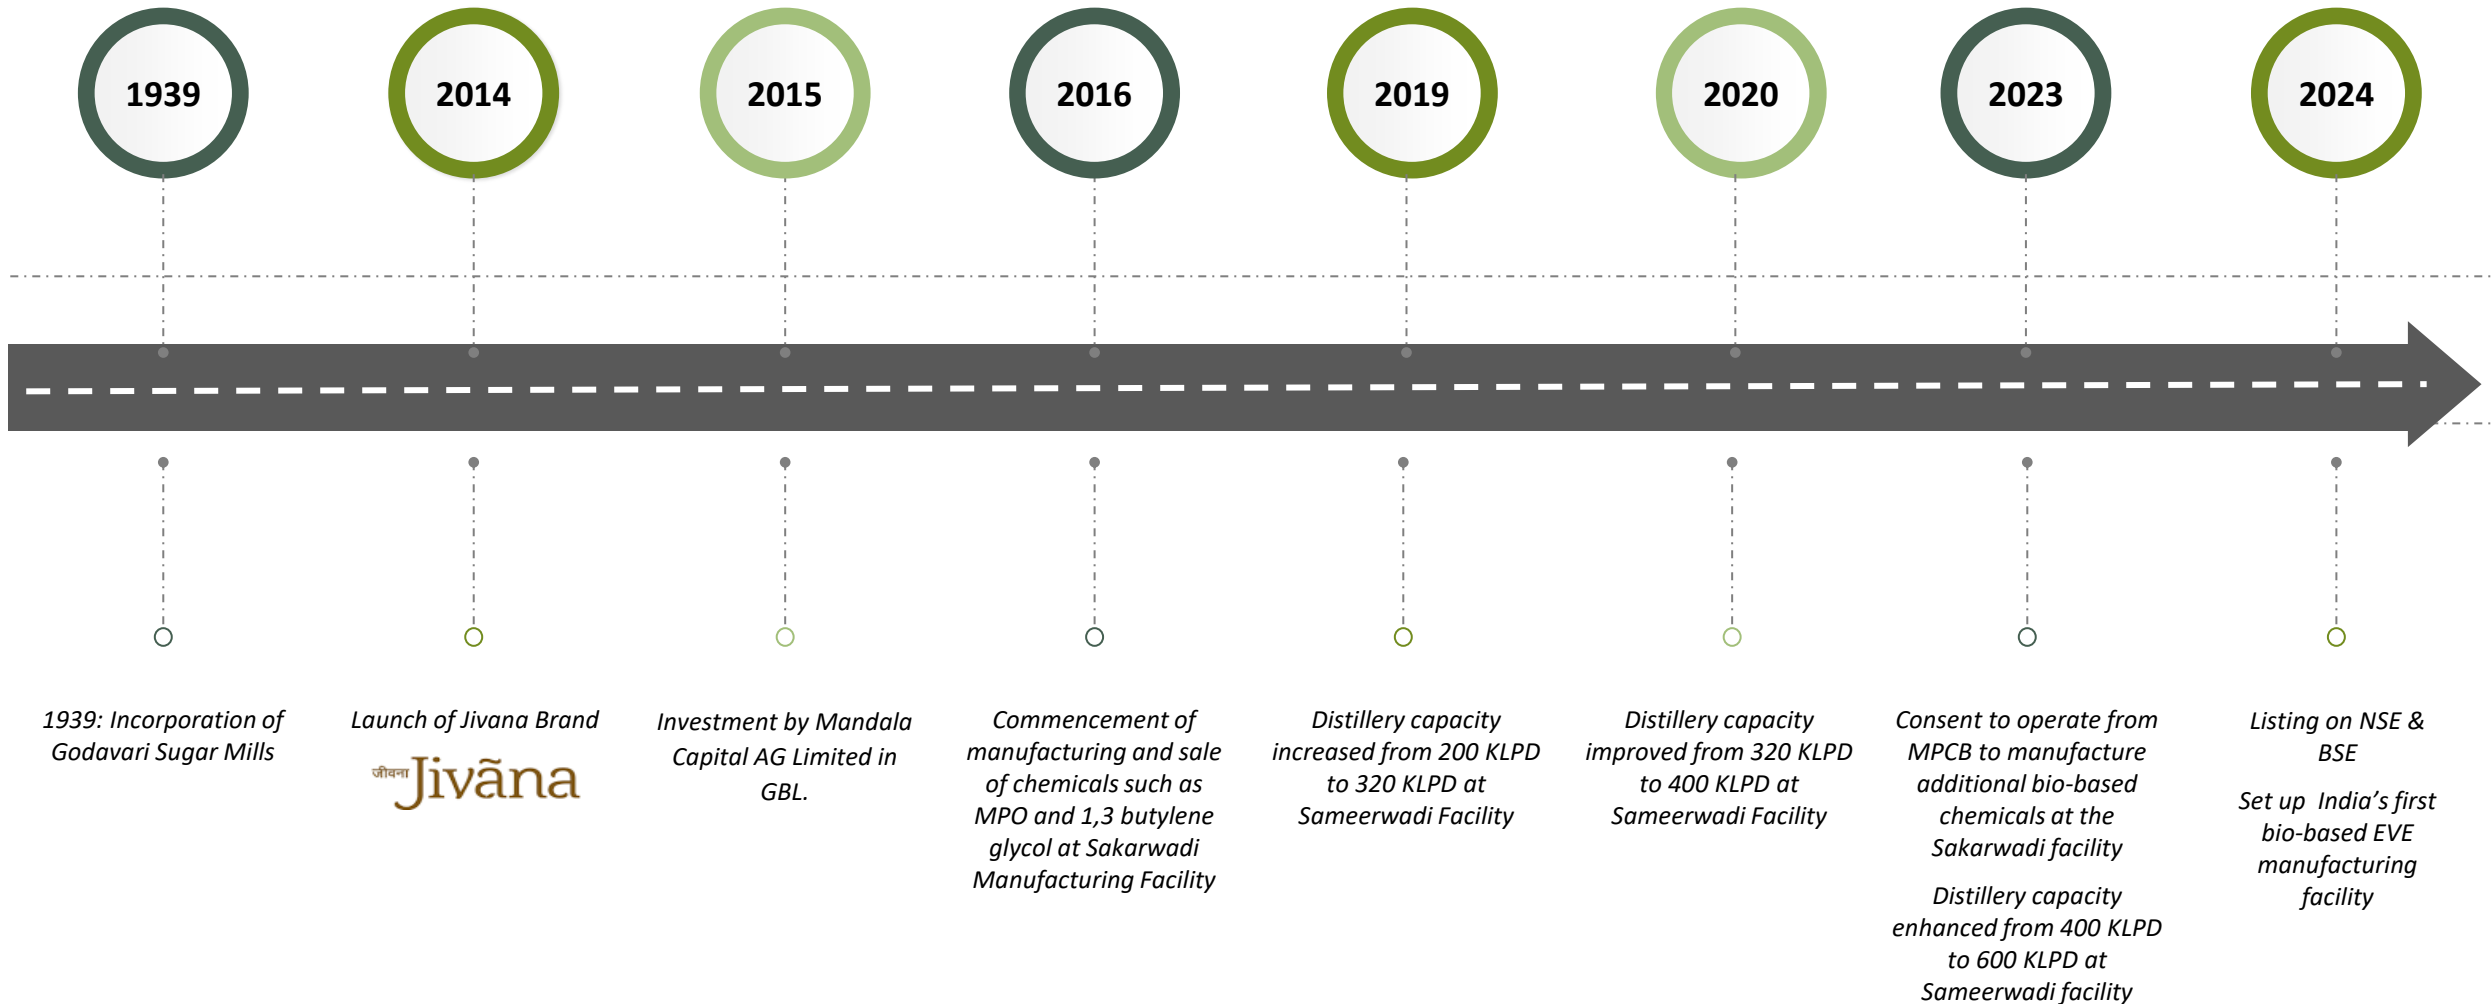 1939
2014
2015
2016
2019
2020
2023
2024
1939: Incorporation of
Godavari Sugar Mills
Launch of Jivana Brand
जीवना Jivãna
Investment by Mandala
Capital AG Limited in
GBL.
Commencement of
manufacturing and sale
of chemicals such as
MPO and 1,3 butylene
glycol at Sakarwadi
Manufacturing Facility
Distillery capacity
increased from 200 KLPD
to 320 KLPD at
Sameerwadi Facility
Distillery capacity
improved from 320 KLPD
to 400 KLPD at
Sameerwadi Facility
Consent to operate from
MPCB to manufacture
additional bio-based
chemicals at the
Sakarwadi facility
Distillery capacity
enhanced from 400 KLPD
to 600 KLPD at
Sameerwadi facility
Listing on NSE &
BSE
Set up India’s first
bio-based EVE
manufacturing
facility